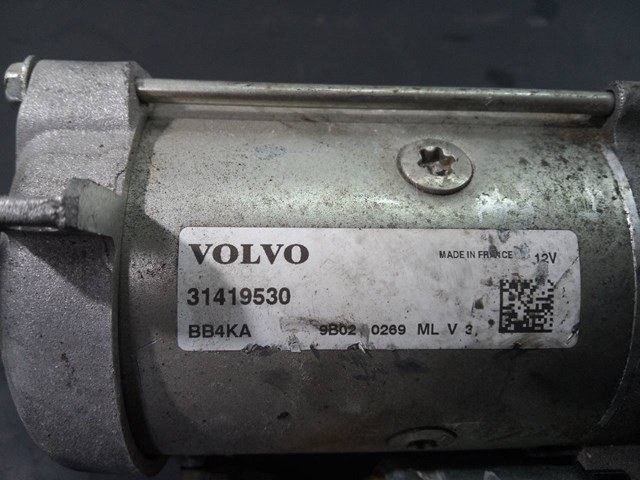 VOLVO
MADE IN FRANCE 12V
31419530
BB4KA 9B02 0269 ML V 3